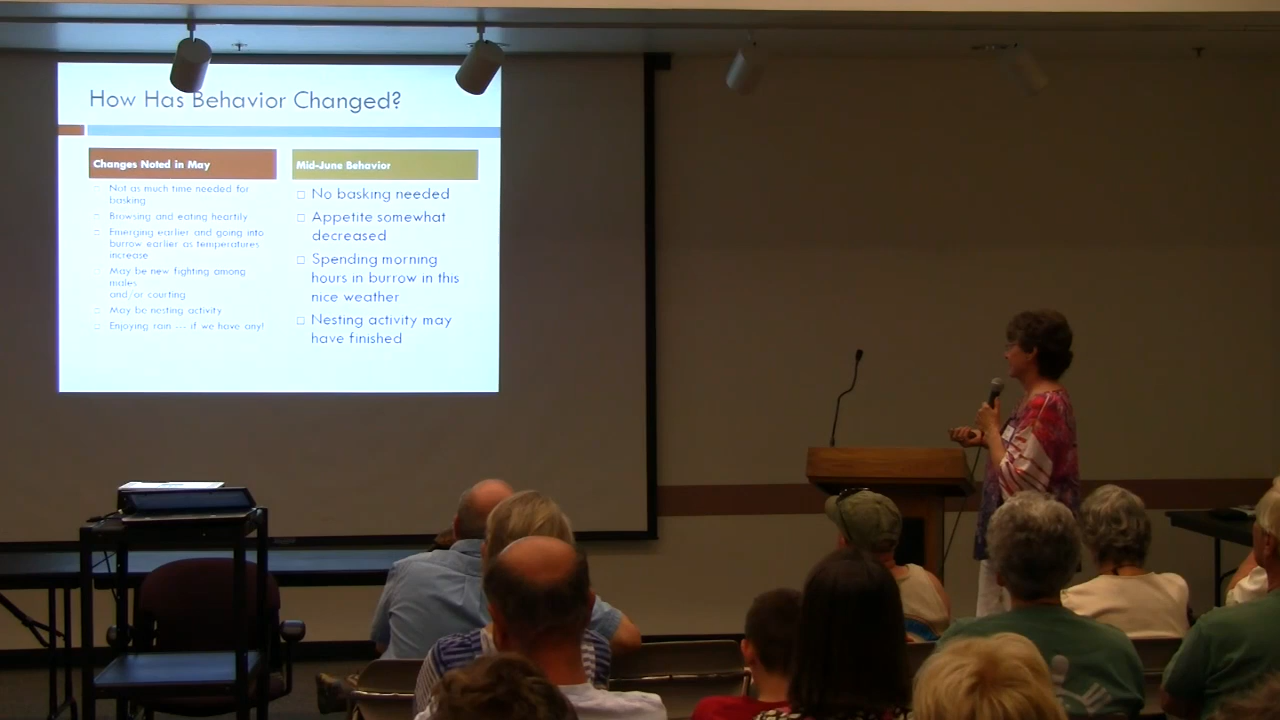 How Has Behavior Changed?
Changes Noted in May
Not as much time needed for
basking
Browsing and eating heartily
Emerging earlier and going into
burrow earlier as temperatures
increase
May be new fighting among
males
and/or courting
May be nesting activity
Enjoying rain --- if we have any!
Mid-June Behavior
No basking needed
Appetite somewhat
decreased
Spending morning
hours in burrow in this
nice weather
Nesting activity may
have finished